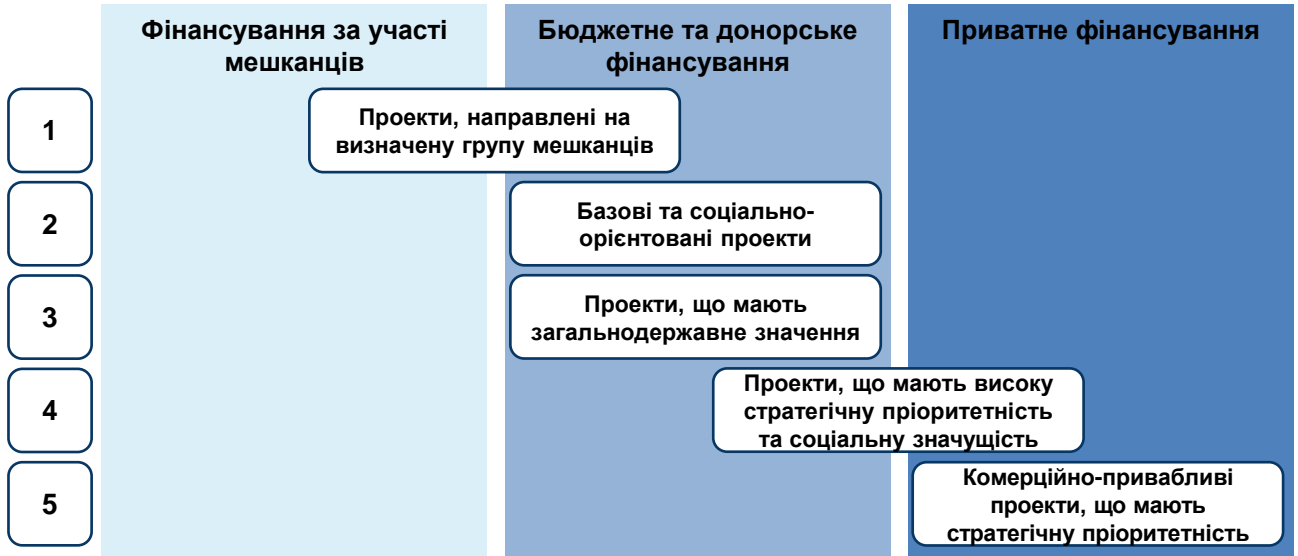 Фінансування за участі
мешканців
Бюджетне та донорське
фінансування
Приватне фінансування
1
Проекти, направлені на
визначену групу мешканців
2
Базові та соціально-
орієнтовані проекти
3
Проекти, що мають
загальнодержавне значення
4
Проекти, що мають високу
стратегічну пріоритетність
та соціальну значущість
5
Комерційно-привабливі
проекти, що мають
стратегічну пріоритетність